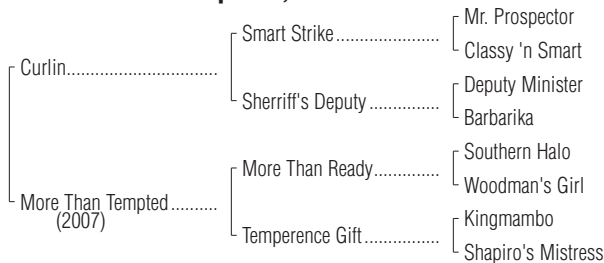 Mr. Prospector
Smart Strike....................
Classy 'n Smart
Curlin..............................
Deputy Minister
Sherriff's Deputy ..............
Barbarika
Southern Halo
More Than Ready.............
Woodman's Girl
More Than Tempted .........
(2007)
Kingmambo
Temperence Gift...............
Shapiro's Mistress